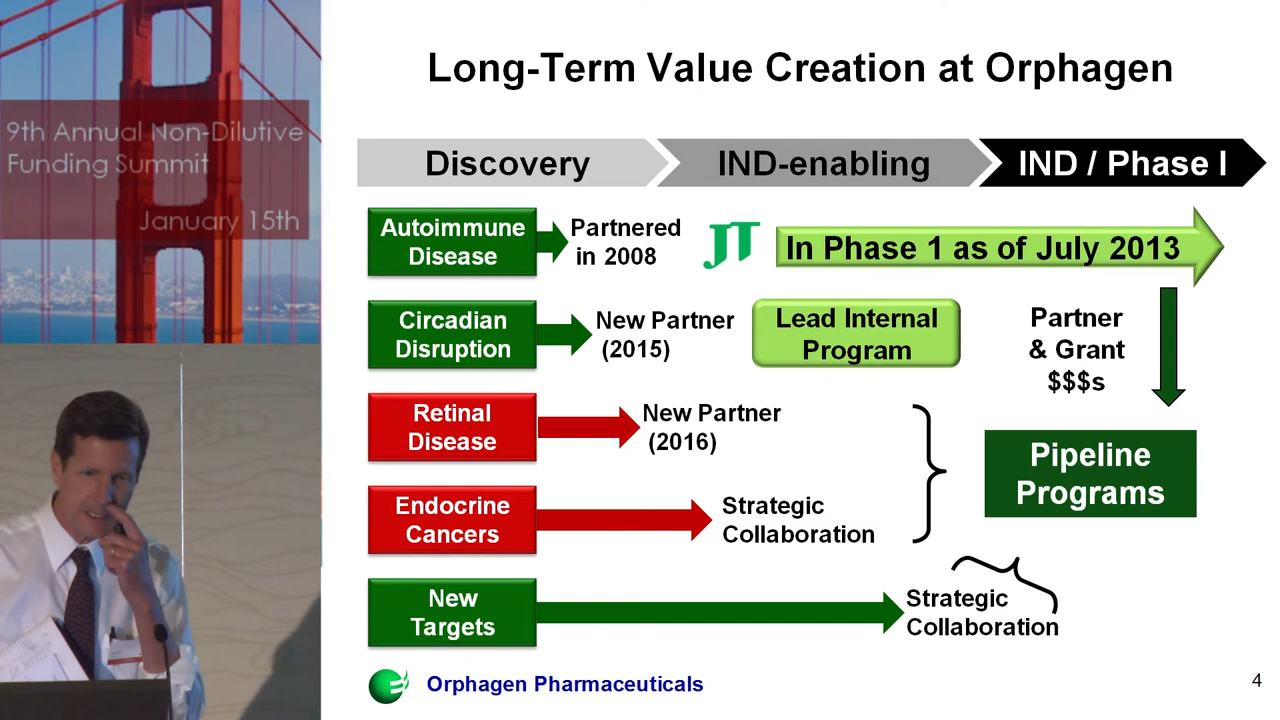 9th Annual Non-Dilutive
Funding Summit
January 15th
Long-Term Value Creation at Orphagen
Discovery
IND-enabling
IND / Phase I
Autoimmune
Disease
Partnered
in 2008
JT
In Phase 1 as of July 2013
Circadian
Disruption
New Partner
(2015)
Lead Internal
Program
Partner
& Grant
$$$s
Retinal
Disease
New Partner
(2016)
Pipeline
Programs
Endocrine
Cancers
Strategic
Collaboration
New
Targets
Strategic
Collaboration
Orphagen Pharmaceuticals
4